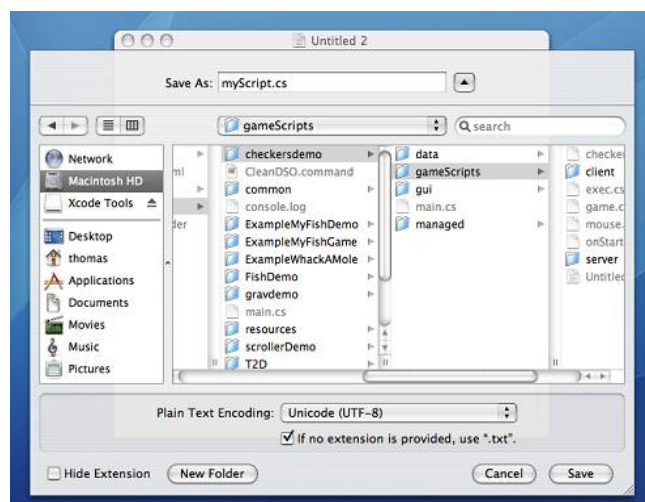 Untitled 2
Save As: myScript.cs
gameScripts
search
Network
Macintosh HD
Xcode Tools
Desktop
thomas
Applications
Documents
Movies
Music
Pictures
checkersdemo
CleanDSO.command
common
console.log
ExampleMyFishDemo
ExampleMyFishGame
ExampleWhackAMole
FishDemo
gravdemo
main.cs
resources
scrollerDemo
T2D
data
gameScripts
gui
main.cs
managed
client
exec.cs
server
Plain Text Encoding: Unicode (UTF-8)
If no extension is provided, use ".txt".
Hide Extension New Folder Cancel Save